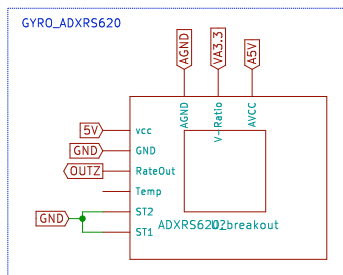 GYRO_ADXRS620
AGND
VA3.3
A5V
AGND
V-Ratio
AVCC
5V
vcc
GND
GND
OUTZ
RateOut
Temp
GND
ST2
ST1
ADXRS620_breakout